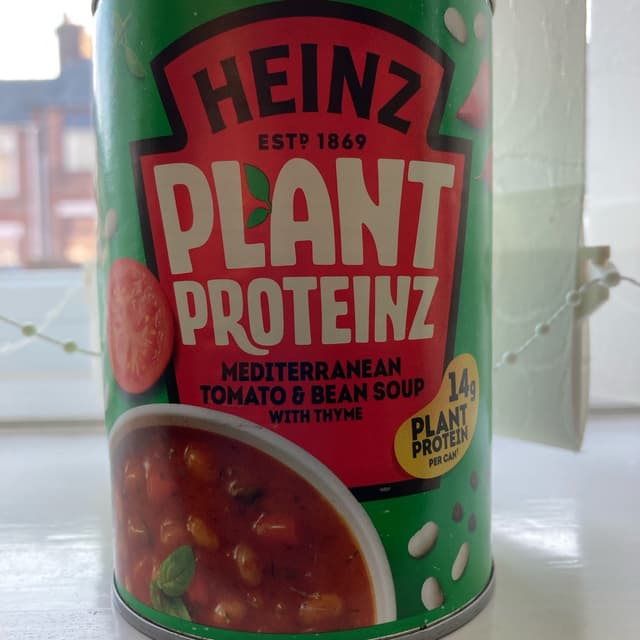 HEINZ
ESTD 1869
PLANT
PROTEINZ
MEDITERRANEAN
TOMATO & BEAN SOUP
WITH THYME
14g
PLANT
PROTEIN
PER CAN†